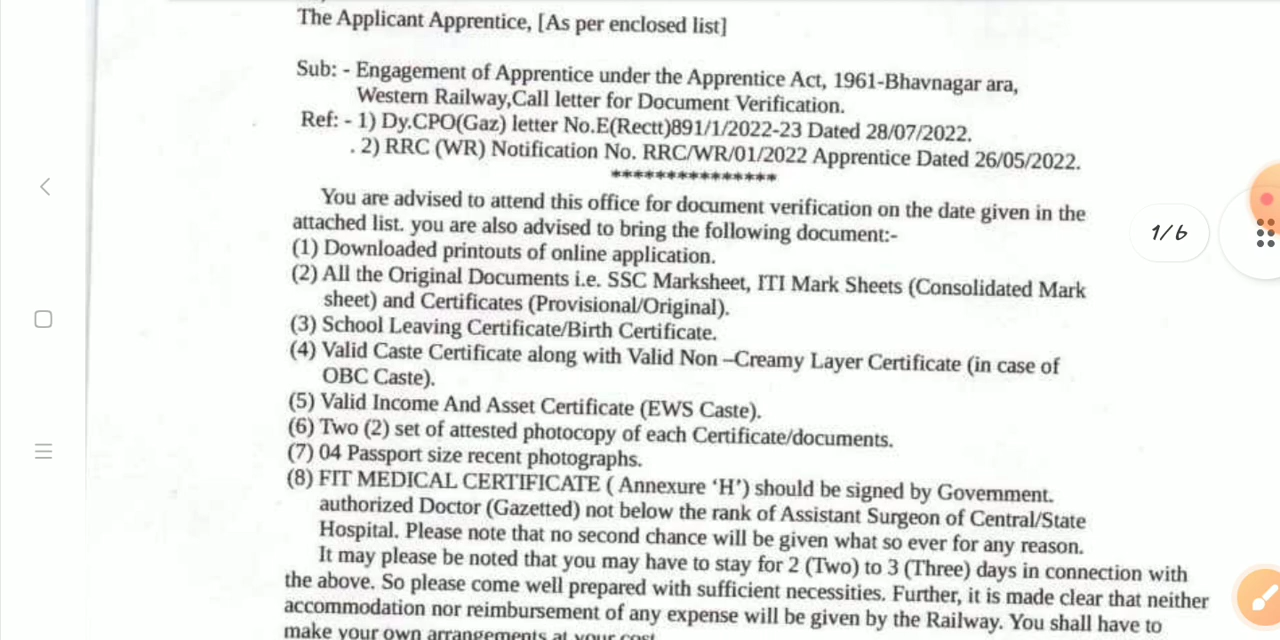 The Applicant Apprentice, [As per enclosed list]
Sub: - Engagement of Apprentice under the Apprentice Act, 1961-Bhavnagar ara,
Western Railway,Call letter for Document Verification.
Ref: - 1) Dy.CPO(Gaz) letter No.E(Rectt)891/1/2022-23 Dated 28/07/2022.
. 2) RRC (WR) Notification No. RRC/WR/01/2022 Apprentice Dated 26/05/2022.
***************
You are advised to attend this office for document verification on the date given in the
attached list. you are also advised to bring the following document:-
1/6
(1) Downloaded printouts of online application.
(2) All the Original Documents i.e. SSC Marksheet, ITI Mark Sheets (Consolidated Mark
sheet) and Certificates (Provisional/Original).
(3) School Leaving Certificate/Birth Certificate.
(4) Valid Caste Certificate along with Valid Non –Creamy Layer Certificate (in case of
OBC Caste).
(5) Valid Income And Asset Certificate (EWS Caste).
(6) Two (2) set of attested photocopy of each Certificate/documents.
(7) 04 Passport size recent photographs.
(8) FIT MEDICAL CERTIFICATE ( Annexure ‘H’) should be signed by Government.
authorized Doctor (Gazetted) not below the rank of Assistant Surgeon of Central/State
Hospital. Please note that no second chance will be given what so ever for any reason.
It may please be noted that you may have to stay for 2 (Two) to 3 (Three) days in connection with
the above. So please come well prepared with sufficient necessities. Further, it is made clear that neither
accommodation nor reimbursement of any expense will be given by the Railway. You shall have to
make your own arrangements at your cost